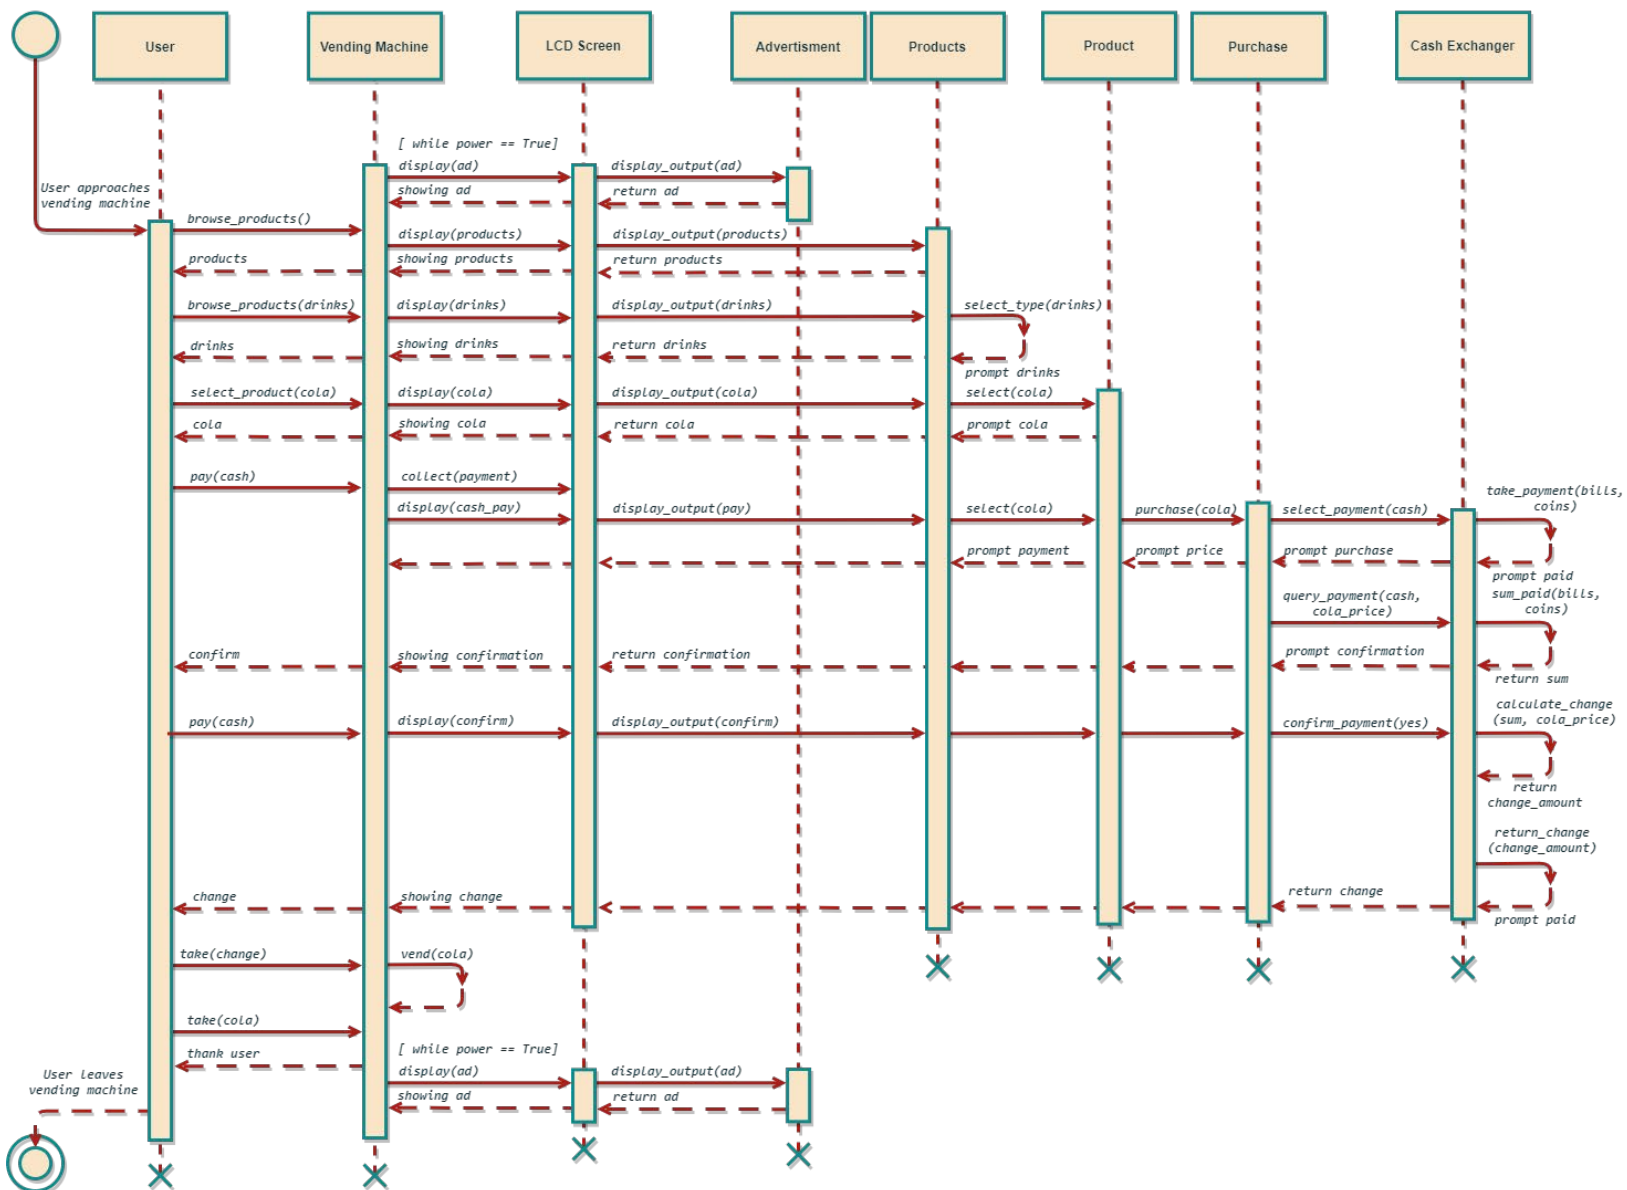 User
Vending Machine
LCD Screen
Advertisment
Products
Product
Purchase
Cash Exchanger
[ while power == True]
display(ad)
display_output(ad)
showing ad
return ad
User approaches
vending machine
browse_products()
display(products)
display_output(products)
products
showing products
return products
browse_products(drinks)
display(drinks)
display_output(drinks)
select_type(drinks)
drinks
showing drinks
return drinks
prompt drinks
select_product(cola)
display(cola)
display_output(cola)
select(cola)
cola
showing cola
return cola
prompt cola
pay(cash)
collect(payment)
take_payment(bills,
coins)
display(cash_pay)
display_output(pay)
select(cola)
purchase(cola)
select_payment(cash)
prompt payment
prompt price
prompt purchase
prompt paid
query_payment(cash,
cola_price)
sum_paid(bills,
coins)
confirm
showing confirmation
return confirmation
prompt confirmation
return sum
calculate_change
(sum, cola_price)
pay(cash)
display(confirm)
display_output(confirm)
confirm_payment(yes)
return
change_amount
return_change
(change_amount)
change
showing change
return change
prompt paid
take(change)
vend(cola)
take(cola)
thank user
[ while power == True]
display(ad)
display_output(ad)
User leaves
vending machine
showing ad
return ad